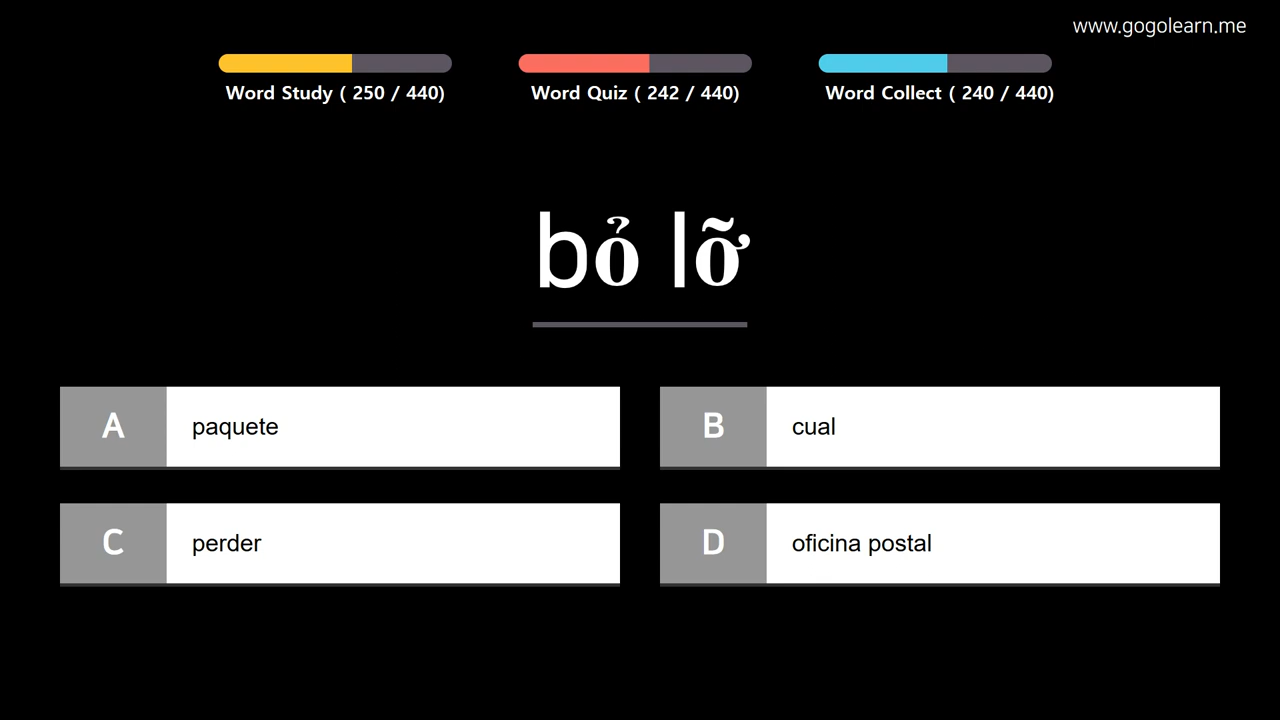 www.gogolearn.me
Word Study ( 250 / 440)
Word Quiz ( 242 / 440)
Word Collect ( 240 / 440)
bỏ lỡ
A paquete
B cual
C perder
D oficina postal